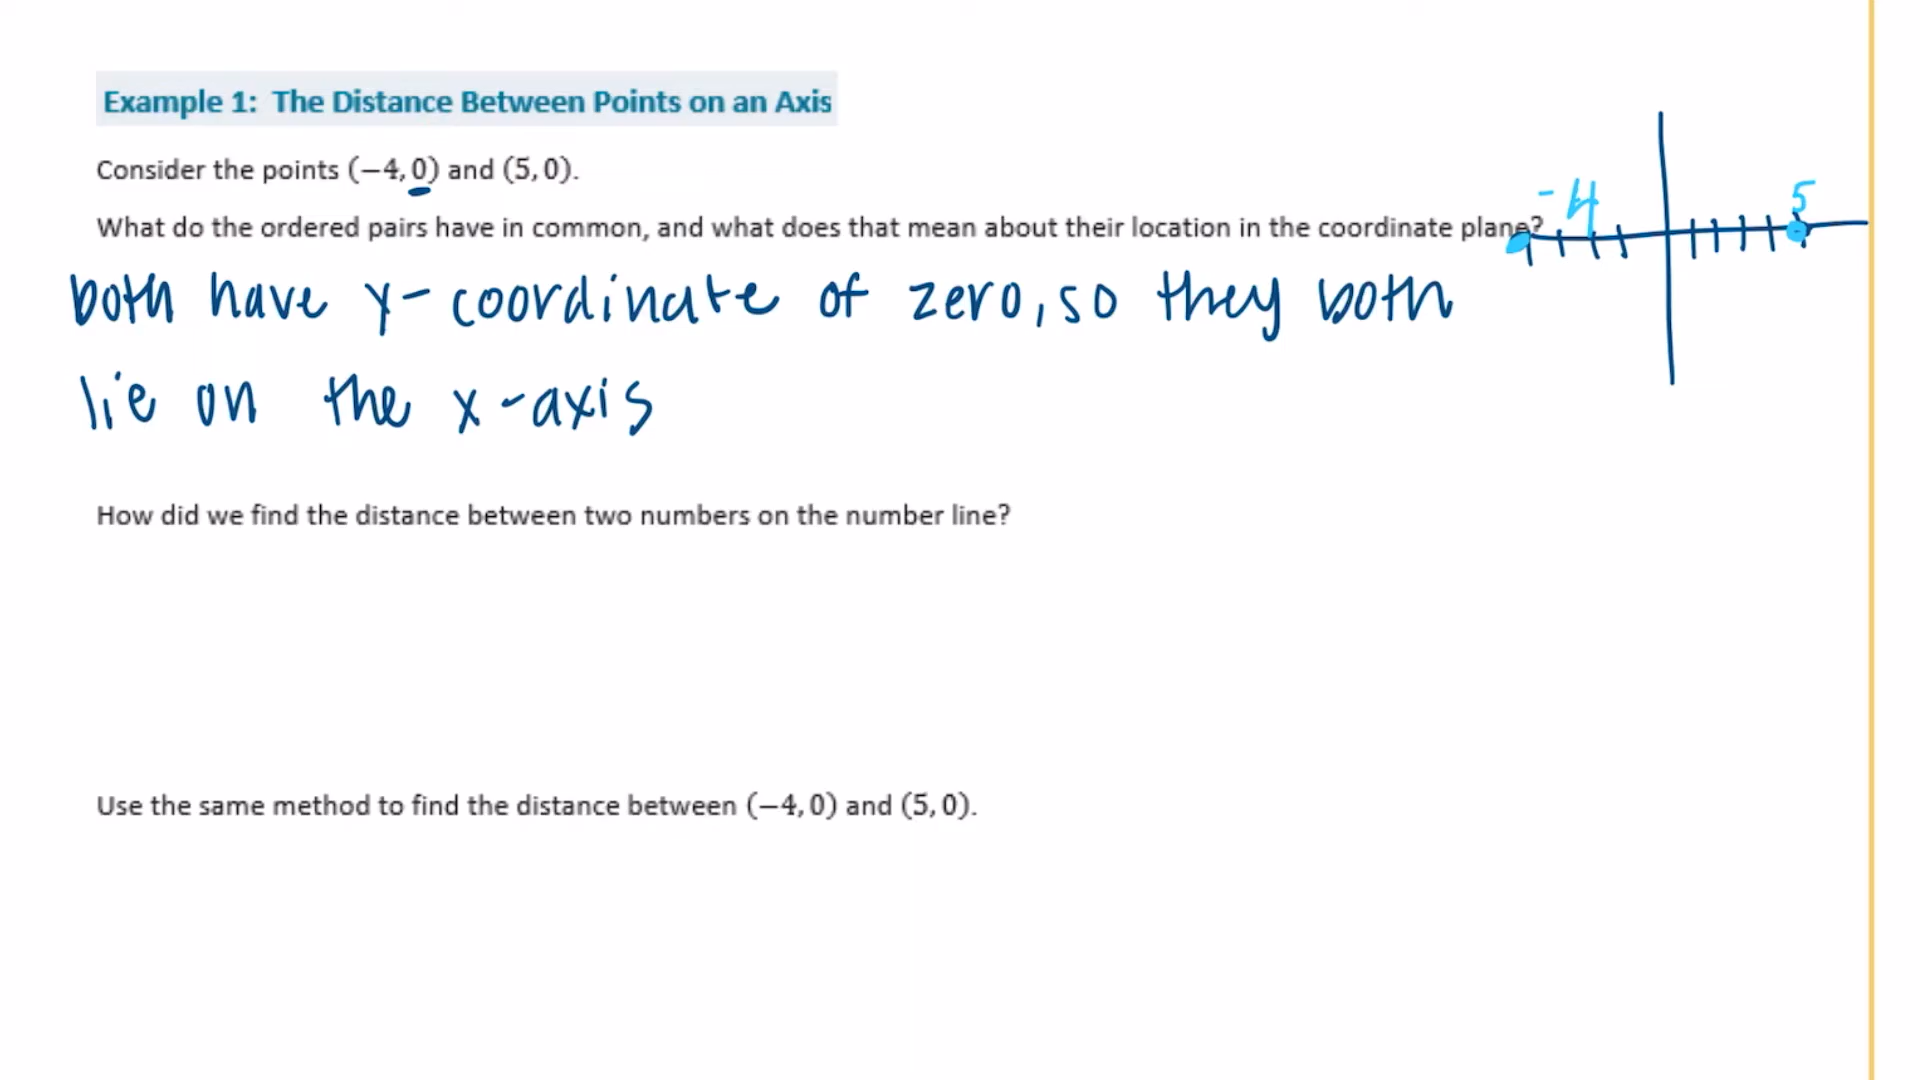 Example 1: The Distance Between Points on an Axis
Consider the points (−4, 0) and (5, 0).
What do the ordered pairs have in common, and what does that mean about their location in the coordinate plane?
-4
5
both have y-coordinate of zero, so they both
lie on the x-axis
How did we find the distance between two numbers on the number line?
Use the same method to find the distance between (−4, 0) and (5, 0).